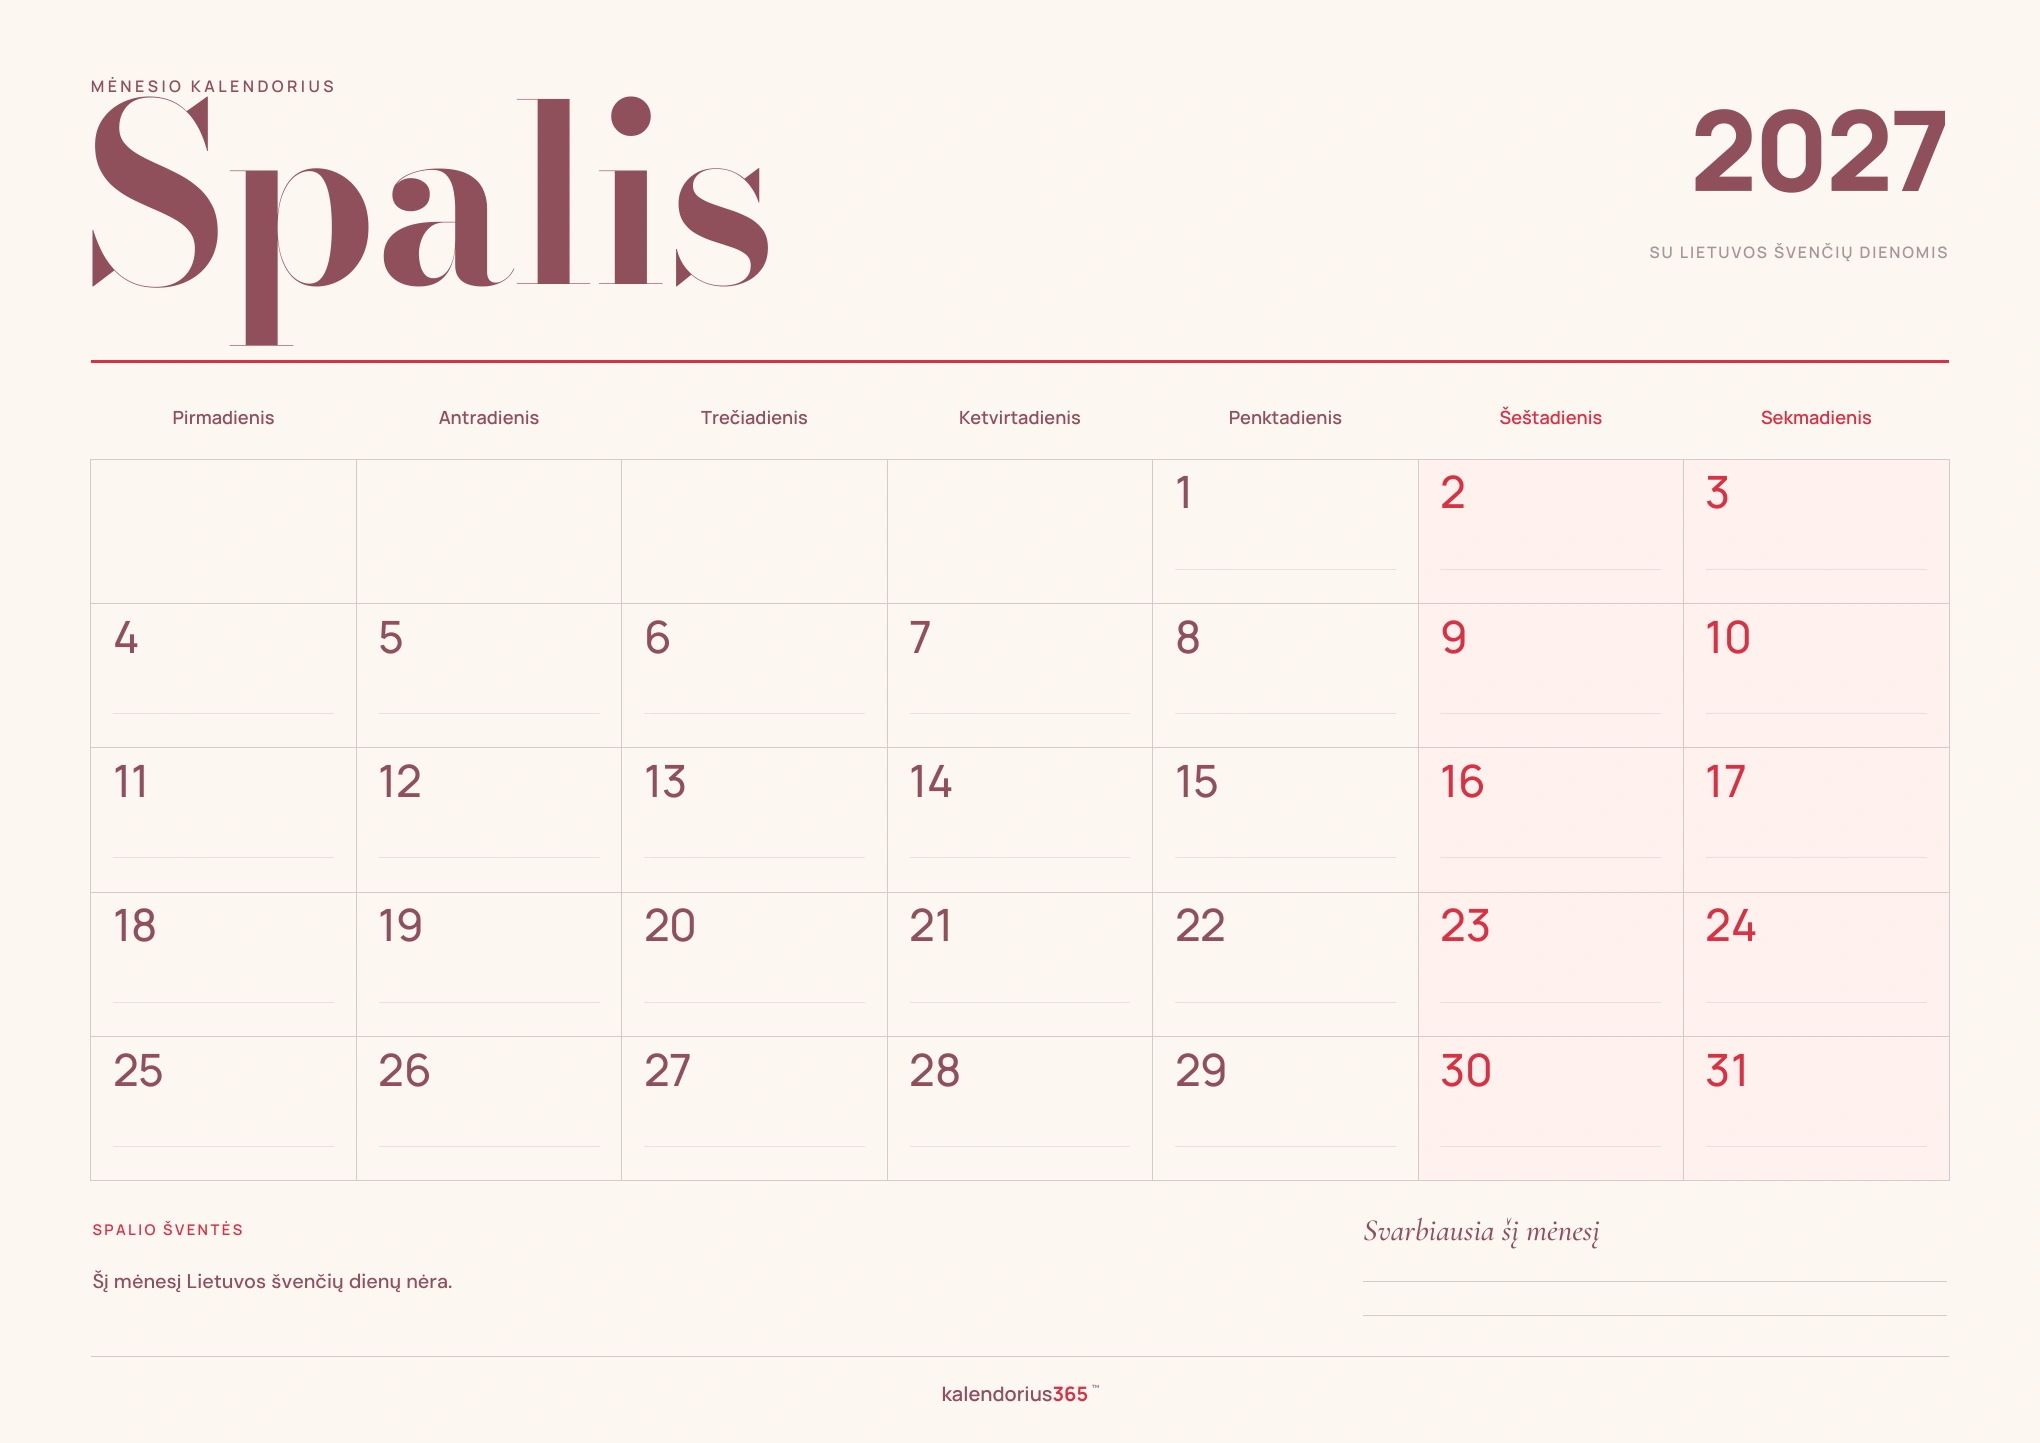 MĖNESIO KALENDORIUS
Spalis
2027
SU LIETUVOS ŠVENČIŲ DIENOMIS
Pirmadienis Antradienis Trečiadienis Ketvirtadienis Penktadienis Šeštadienis Sekmadienis
1 2 3
4 5 6 7 8 9 10
11 12 13 14 15 16 17
18 19 20 21 22 23 24
25 26 27 28 29 30 31
SPALIO ŠVENTĖS
Šį mėnesį Lietuvos švenčių dienų nėra.
Svarbiausia šį mėnesį
kalendorius365™